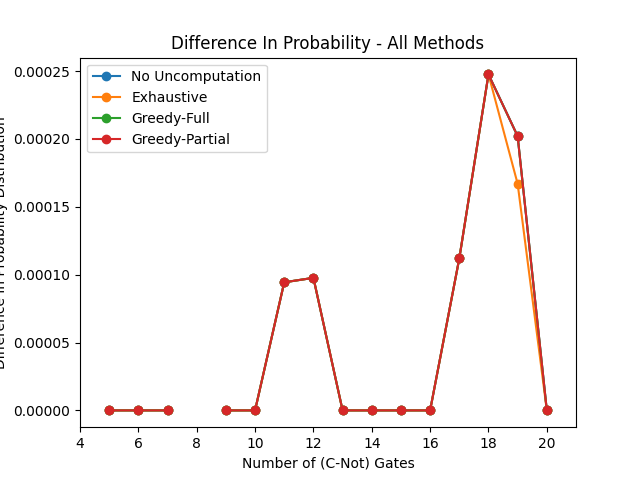 Difference In Probability - All Methods
No Uncomputation
Exhaustive
Greedy-Full
Greedy-Partial
0.00025
0.00020
0.00015
0.00010
0.00005
0.00000
in Probability Distribution
4 6 8 10 12 14 16 18 20
Number of (C-Not) Gates